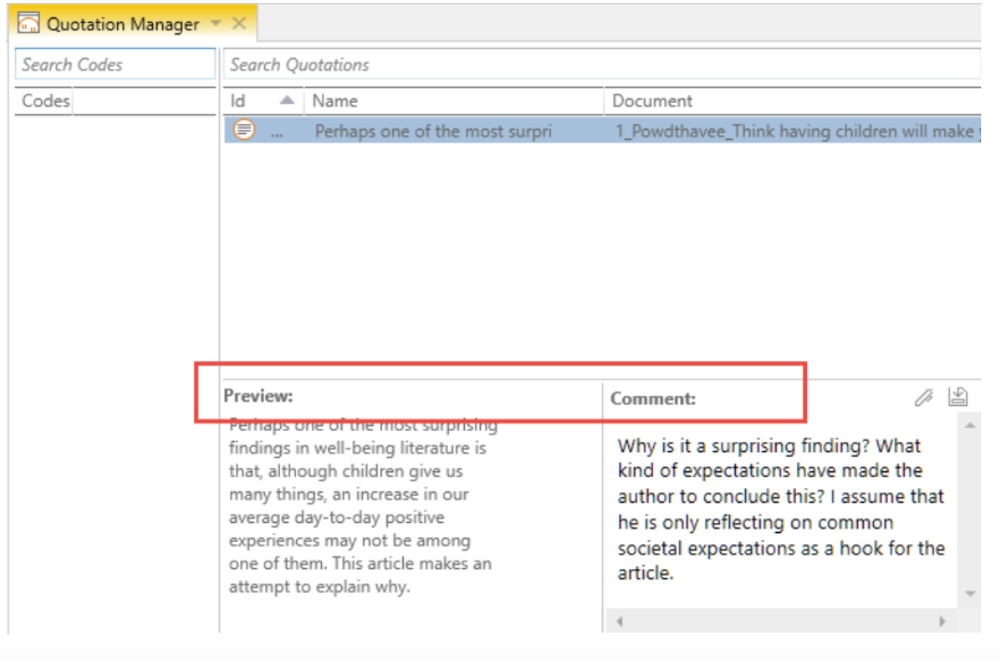 Quotation Manager
Search Codes
Search Quotations
Codes
Id Name Document
... Perhaps one of the most surpri 1_Powdthavee_Think having children will make
Preview:
Perhaps one of the most surprising
findings in well-being literature is
that, although children give us
many things, an increase in our
average day-to-day positive
experiences may not be among
one of them. This article makes an
attempt to explain why.
Comment:
Why is it a surprising finding? What
kind of expectations have made the
author to conclude this? I assume that
he is only reflecting on common
societal expectations as a hook for the
article.